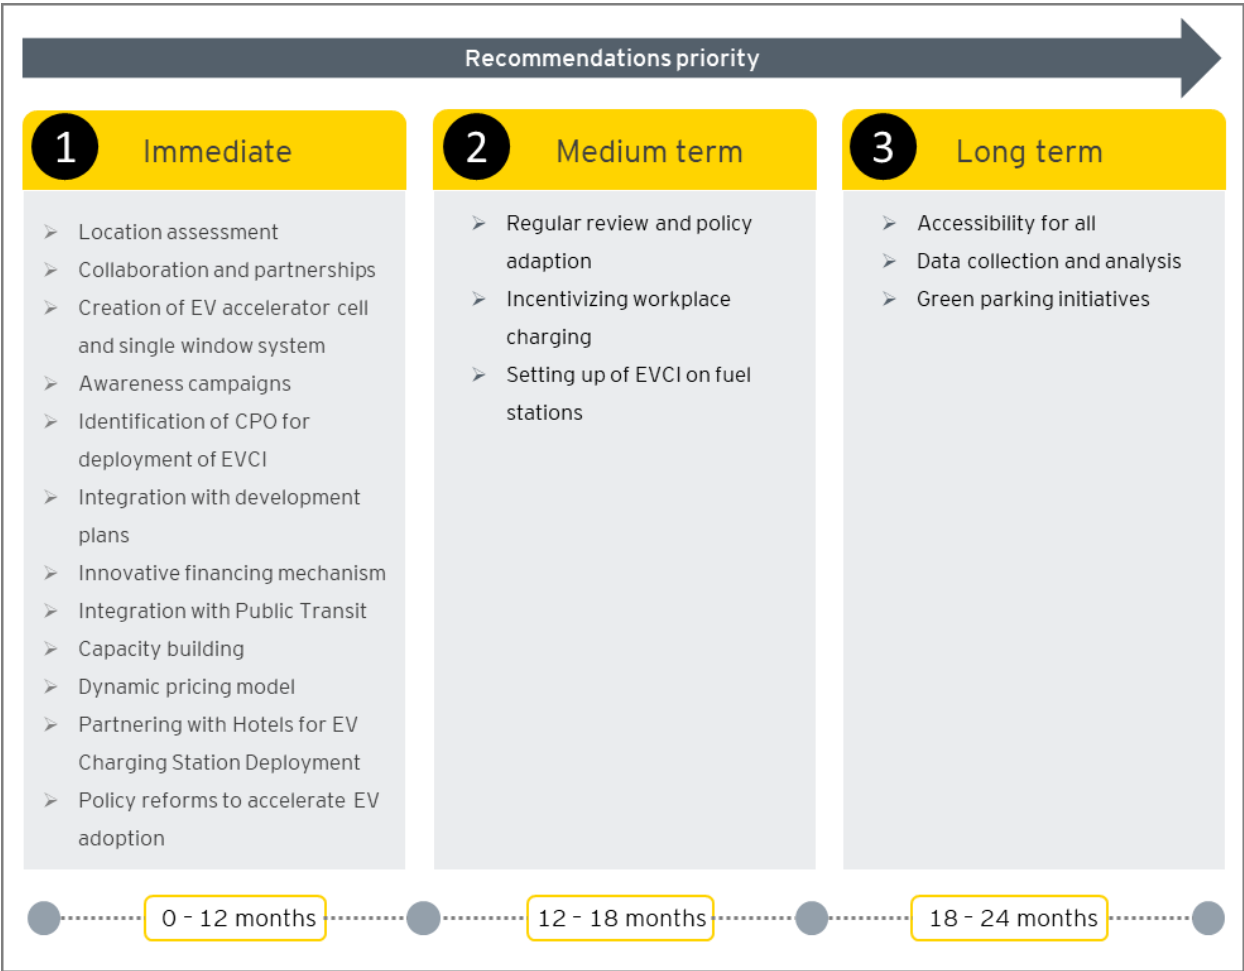 Recommendations priority
1
Immediate
➢ Location assessment
➢ Collaboration and partnerships
➢ Creation of EV accelerator cell
and single window system
➢ Awareness campaigns
➢ Identification of CPO for
deployment of EVCI
➢ Integration with development
plans
➢ Innovative financing mechanism
➢ Integration with Public Transit
➢ Capacity building
➢ Dynamic pricing model
➢ Partnering with Hotels for EV
Charging Station Deployment
➢ Policy reforms to accelerate EV
adoption
0 – 12 months
2
Medium term
➢ Regular review and policy
adaption
➢ Incentivizing workplace
charging
➢ Setting up of EVCI on fuel
stations
12 – 18 months
3
Long term
➢ Accessibility for all
➢ Data collection and analysis
➢ Green parking initiatives
18 – 24 months